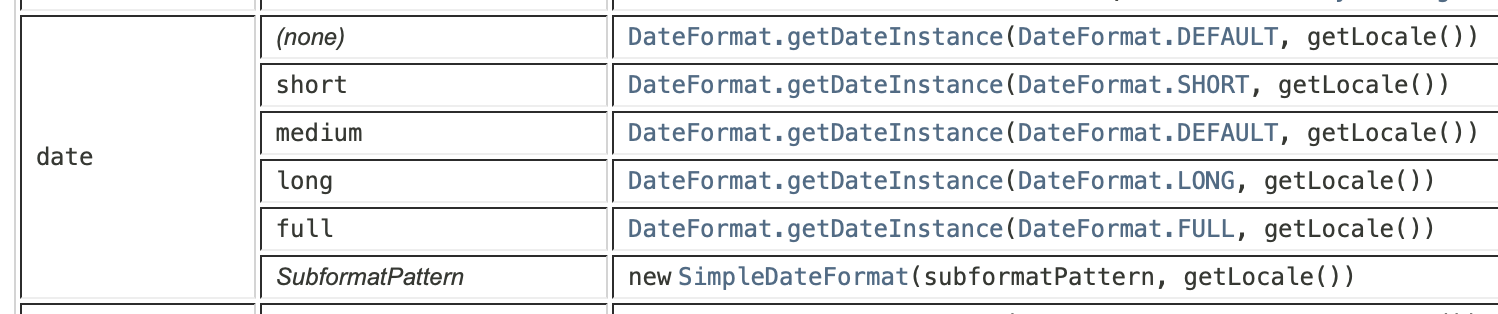 (none) DateFormat.getDateInstance(DateFormat.DEFAULT, getLocale())
short DateFormat.getDateInstance(DateFormat.SHORT, getLocale())
medium DateFormat.getDateInstance(DateFormat.DEFAULT, getLocale())
date
long DateFormat.getDateInstance(DateFormat.LONG, getLocale())
full DateFormat.getDateInstance(DateFormat.FULL, getLocale())
SubformatPattern new SimpleDateFormat(subformatPattern, getLocale())